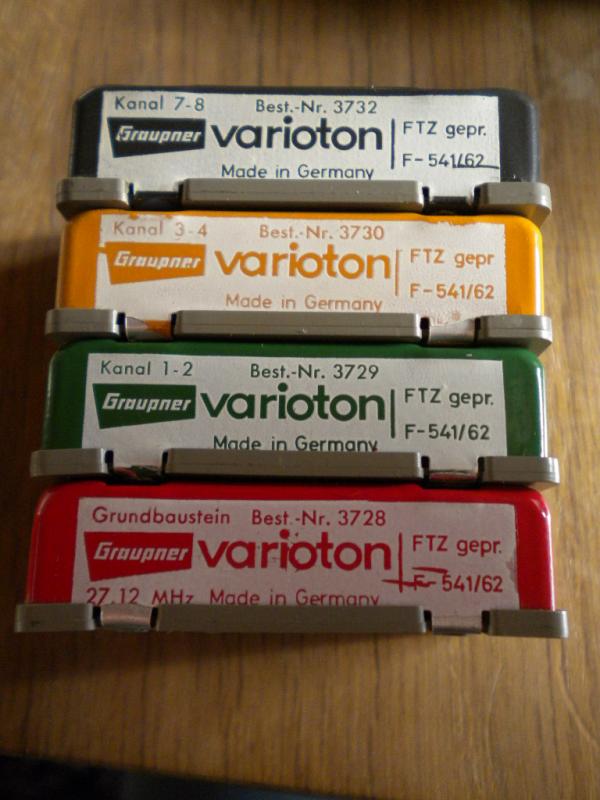 Kanal 7-8 Best.-Nr. 3732
Graupner varioton FTZ gepr.
F-541/62
Made in Germany
Kanal 3-4 Best.-Nr. 3730
Graupner varioton FTZ gepr
F-541/62
Made in Germany
Kanal 1-2 Best.-Nr. 3729
Graupner varioton FTZ gepr.
F-541/62
Made in Germany
Grundbaustein Best.-Nr. 3728
Graupner varioton FTZ gepr.
F-541/62
27,12 MHz Made in Germany